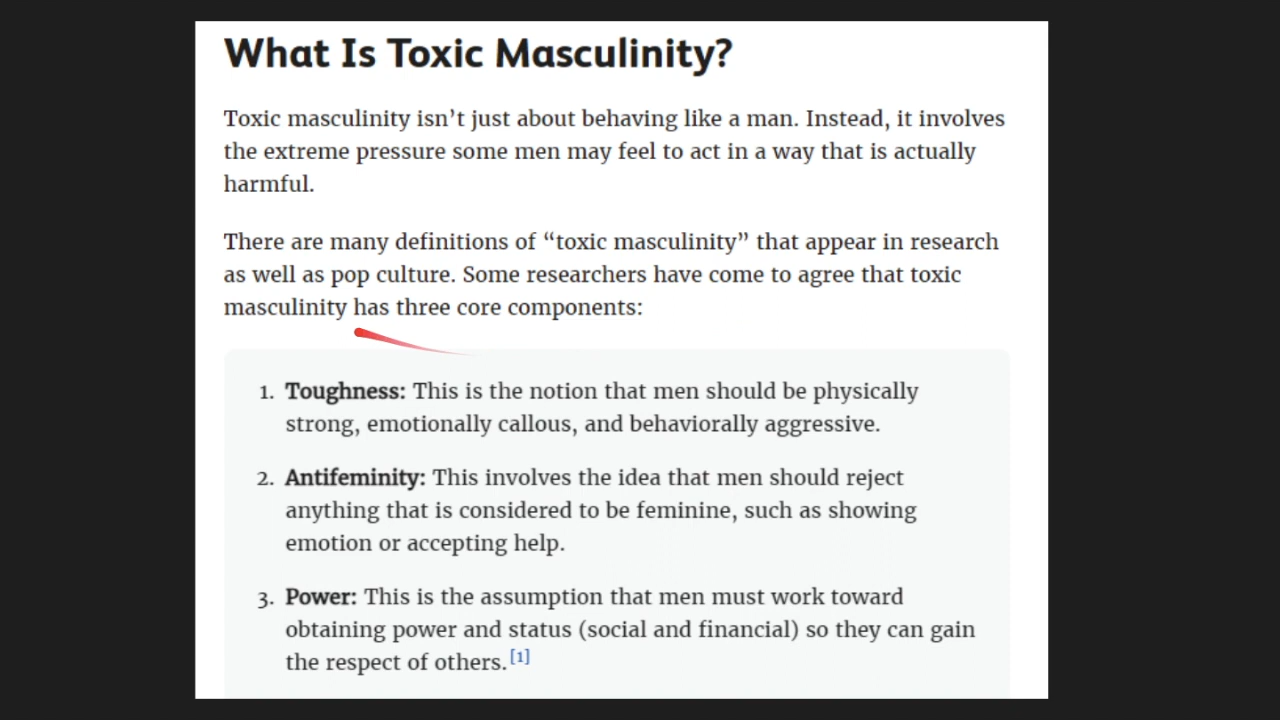 What Is Toxic Masculinity?
Toxic masculinity isn’t just about behaving like a man. Instead, it involves
the extreme pressure some men may feel to act in a way that is actually
harmful.
There are many definitions of “toxic masculinity” that appear in research
as well as pop culture. Some researchers have come to agree that toxic
masculinity has three core components:
1. Toughness: This is the notion that men should be physically
strong, emotionally callous, and behaviorally aggressive.
2. Antifeminity: This involves the idea that men should reject
anything that is considered to be feminine, such as showing
emotion or accepting help.
3. Power: This is the assumption that men must work toward
obtaining power and status (social and financial) so they can gain
the respect of others.[1]